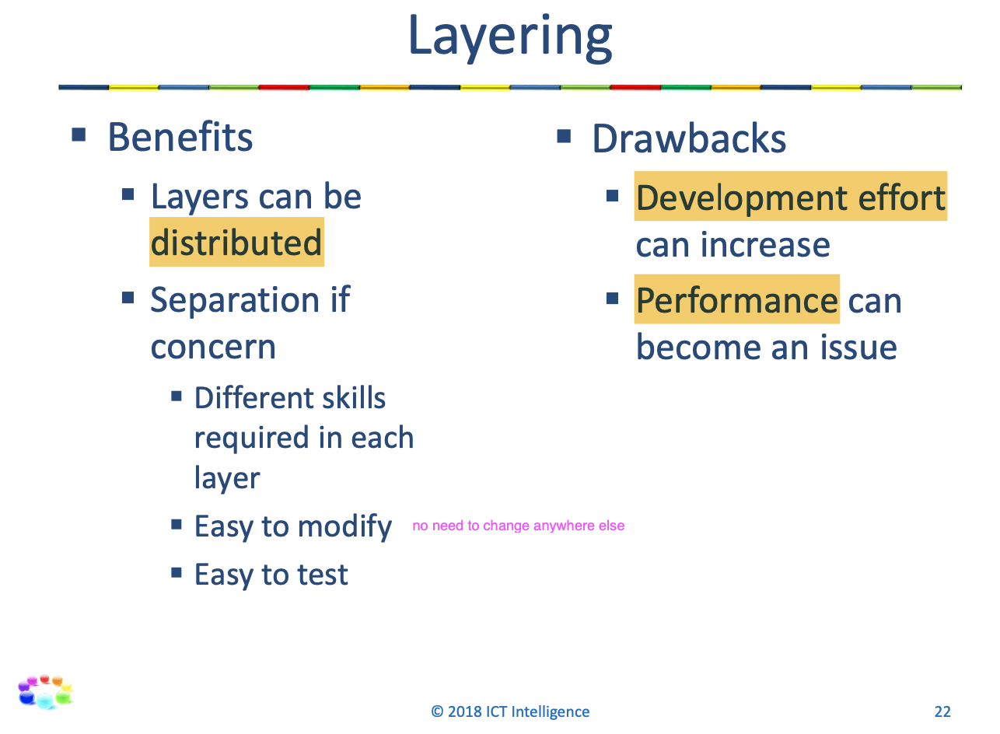 Layering
Benefits
Layers can be
distributed
Separation if
concern
Different skills
required in each
layer
Easy to modify no need to change anywhere else
Easy to test
Drawbacks
Development effort
can increase
Performance can
become an issue
© 2018 ICT Intelligence
22